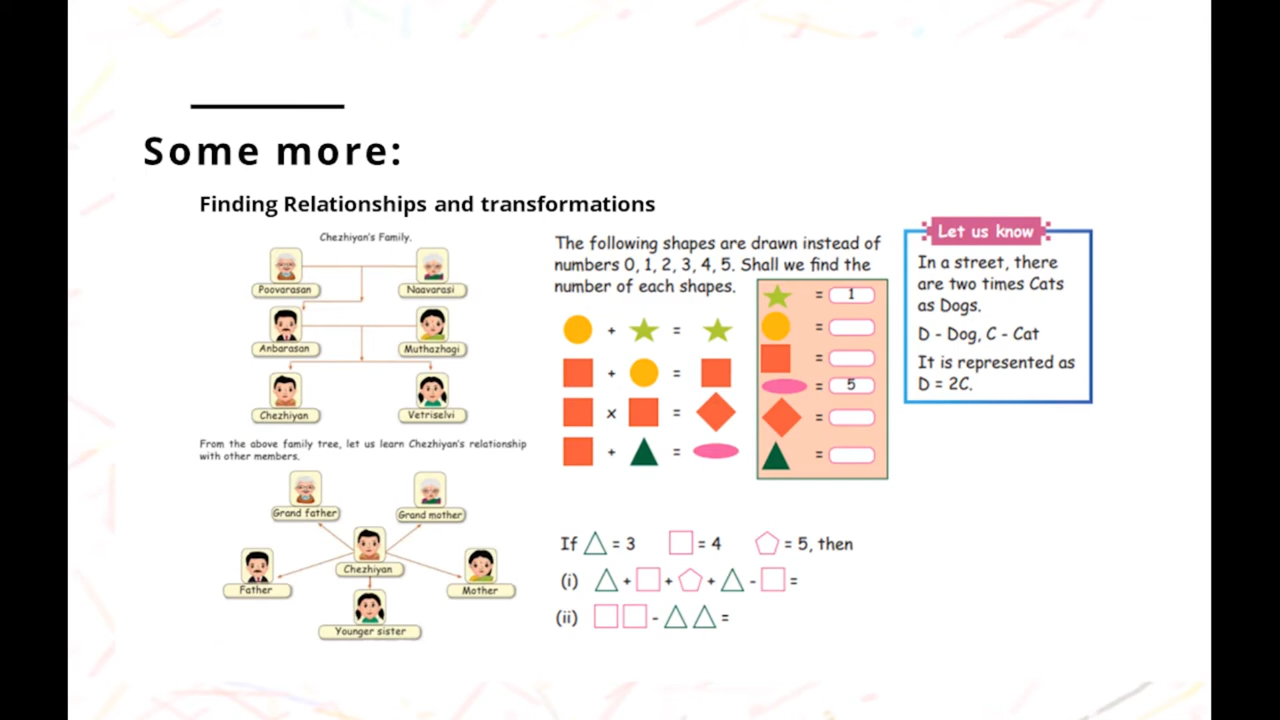 Some more:
Finding Relationships and transformations
Chezhiyan's Family.
Poovarasan
Naavarasi
Anbarasan
Muthazhagi
Chezhiyan
Vetriselvi
From the above family tree, let us learn Chezhiyan's relationship
with other members.
Grand father
Grand mother
Chezhiyan
Father
Mother
Younger sister
The following shapes are drawn instead of
numbers 0, 1, 2, 3, 4, 5. Shall we find the
number of each shapes.
+ =
+ =
x =
+ =
= 1
=
=
= 5
=
=
If = 3 = 4 = 5, then
(i) + + + - =
(ii) - =
Let us know
In a street, there
are two times Cats
as Dogs.
D - Dog, C - Cat
It is represented as
D = 2C.